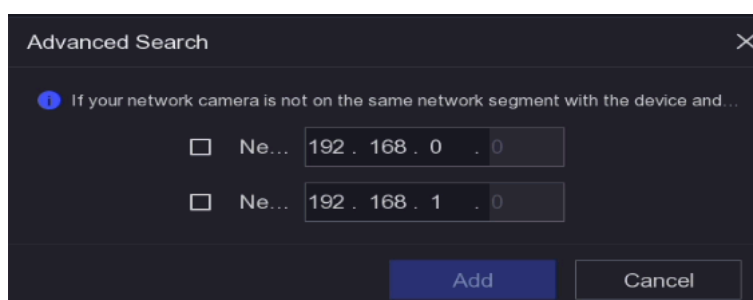 Advanced Search
If your network camera is not on the same network segment with the device and...
Ne... 192 . 168 . 0 . 0
Ne... 192 . 168 . 1 . 0
Add Cancel